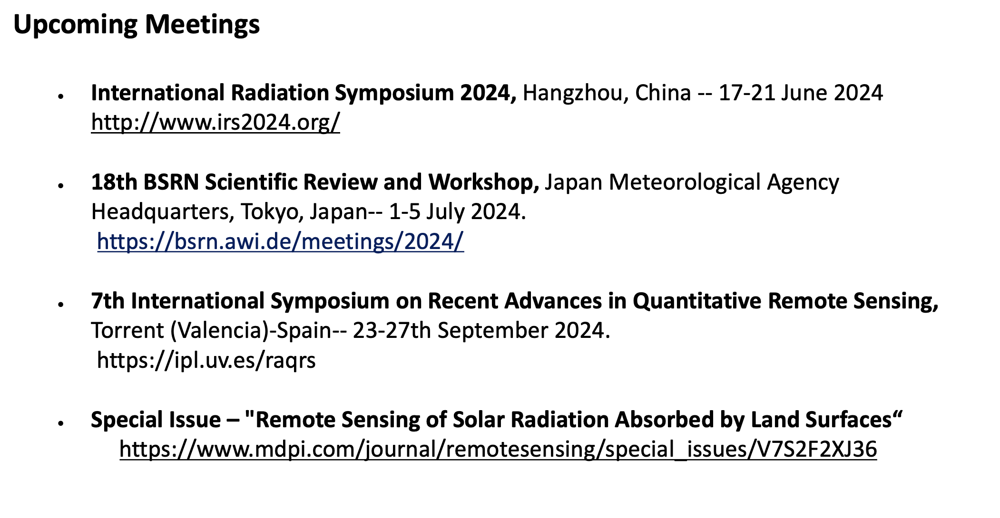 Upcoming Meetings
• International Radiation Symposium 2024, Hangzhou, China -- 17-21 June 2024
http://www.irs2024.org/
• 18th BSRN Scientific Review and Workshop, Japan Meteorological Agency
Headquarters, Tokyo, Japan-- 1-5 July 2024.
https://bsrn.awi.de/meetings/2024/
• 7th International Symposium on Recent Advances in Quantitative Remote Sensing,
Torrent (Valencia)-Spain-- 23-27th September 2024.
https://ipl.uv.es/raqrs
• Special Issue – "Remote Sensing of Solar Radiation Absorbed by Land Surfaces“
https://www.mdpi.com/journal/remotesensing/special_issues/V7S2F2XJ36